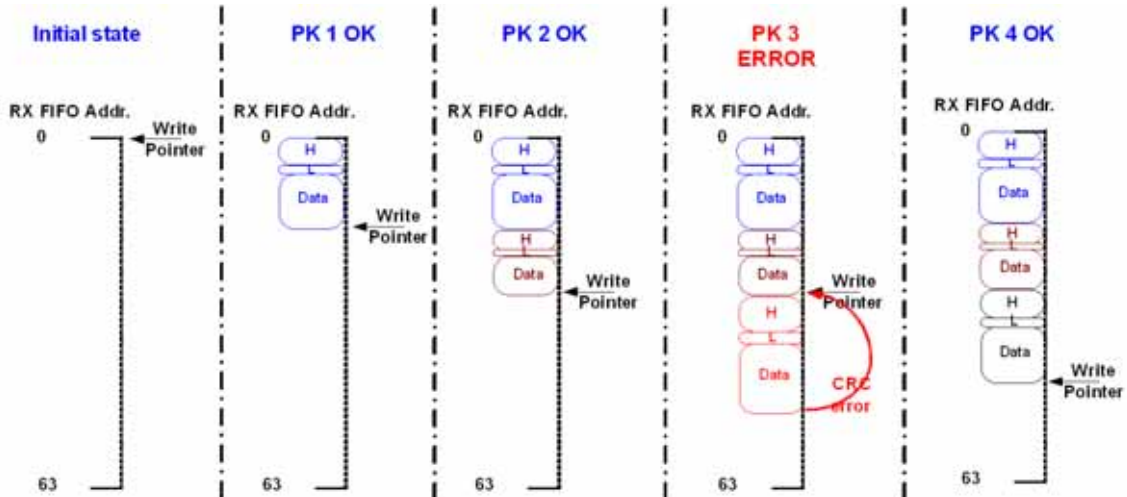 Initial state
RX FIFO Addr.
0
Write
Pointer
63
PK 1 OK
RX FIFO Addr.
0
H
L
Data
Write
Pointer
63
PK 2 OK
RX FIFO Addr.
0
H
L
Data
H
L
Data
Write
Pointer
63
PK 3
ERROR
RX FIFO Addr.
0
H
L
Data
H
L
Data
Write
Pointer
H
L
Data
CRC
error
63
PK 4 OK
RX FIFO Addr.
0
H
L
Data
H
L
Data
H
L
Data
Write
Pointer
63